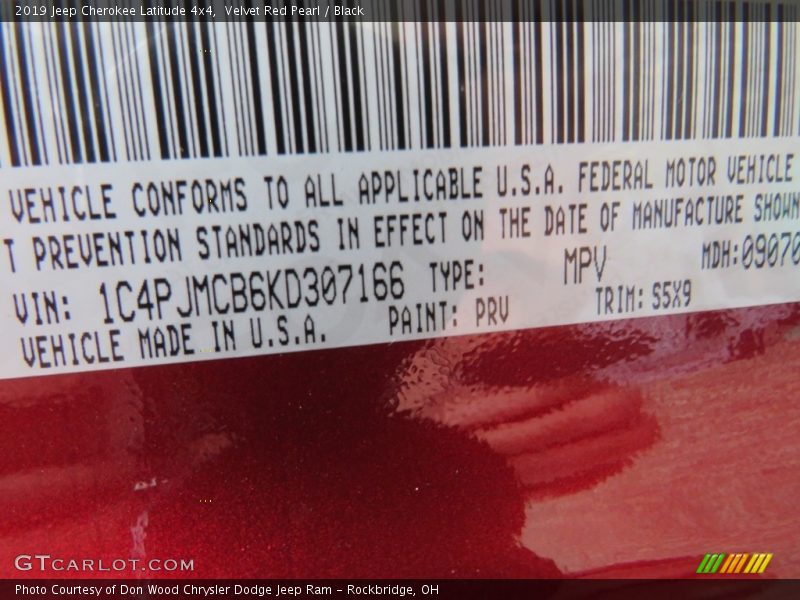 2019 Jeep Cherokee Latitude 4x4, Velvet Red Pearl / Black
VEHICLE CONFORMS TO ALL APPLICABLE U.S.A. FEDERAL MOTOR VEHICLE
T PREVENTION STANDARDS IN EFFECT ON THE DATE OF MANUFACTURE SHOWN
VIN: 1C4PJMCB6KD307166 TYPE: MPV MDH:09070
VEHICLE MADE IN U.S.A. PAINT: PRV TRIM: S5X9
GTCARLOT.COM
Photo Courtesy of Don Wood Chrysler Dodge Jeep Ram - Rockbridge, OH